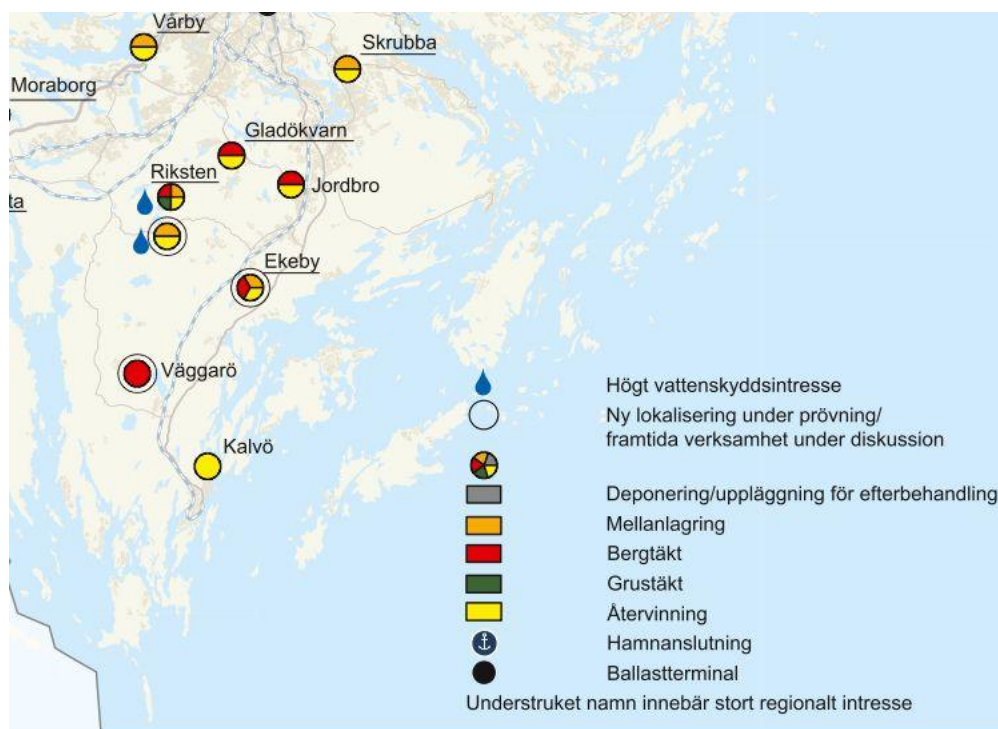 Vårby
Skrubba
Moraborg
Gladökvarn
Riksten
Jordbro
ta
Ekeby
Väggarö
Kalvö
Högt vattenskyddsintresse
Ny lokalisering under prövning/
framtida verksamhet under diskussion
Deponering/uppläggning för efterbehandling
Mellanlagring
Bergtäkt
Grustäkt
Återvinning
Hamnanslutning
Ballastterminal
Understruket namn innebär stort regionalt intresse